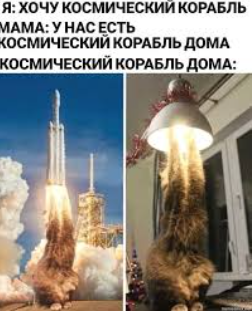 Я: ХОЧУ КОСМИЧЕСКИЙ КОРАБЛЬ
МАМА: У НАС ЕСТЬ
КОСМИЧЕСКИЙ КОРАБЛЬ ДОМА
КОСМИЧЕСКИЙ КОРАБЛЬ ДОМА: